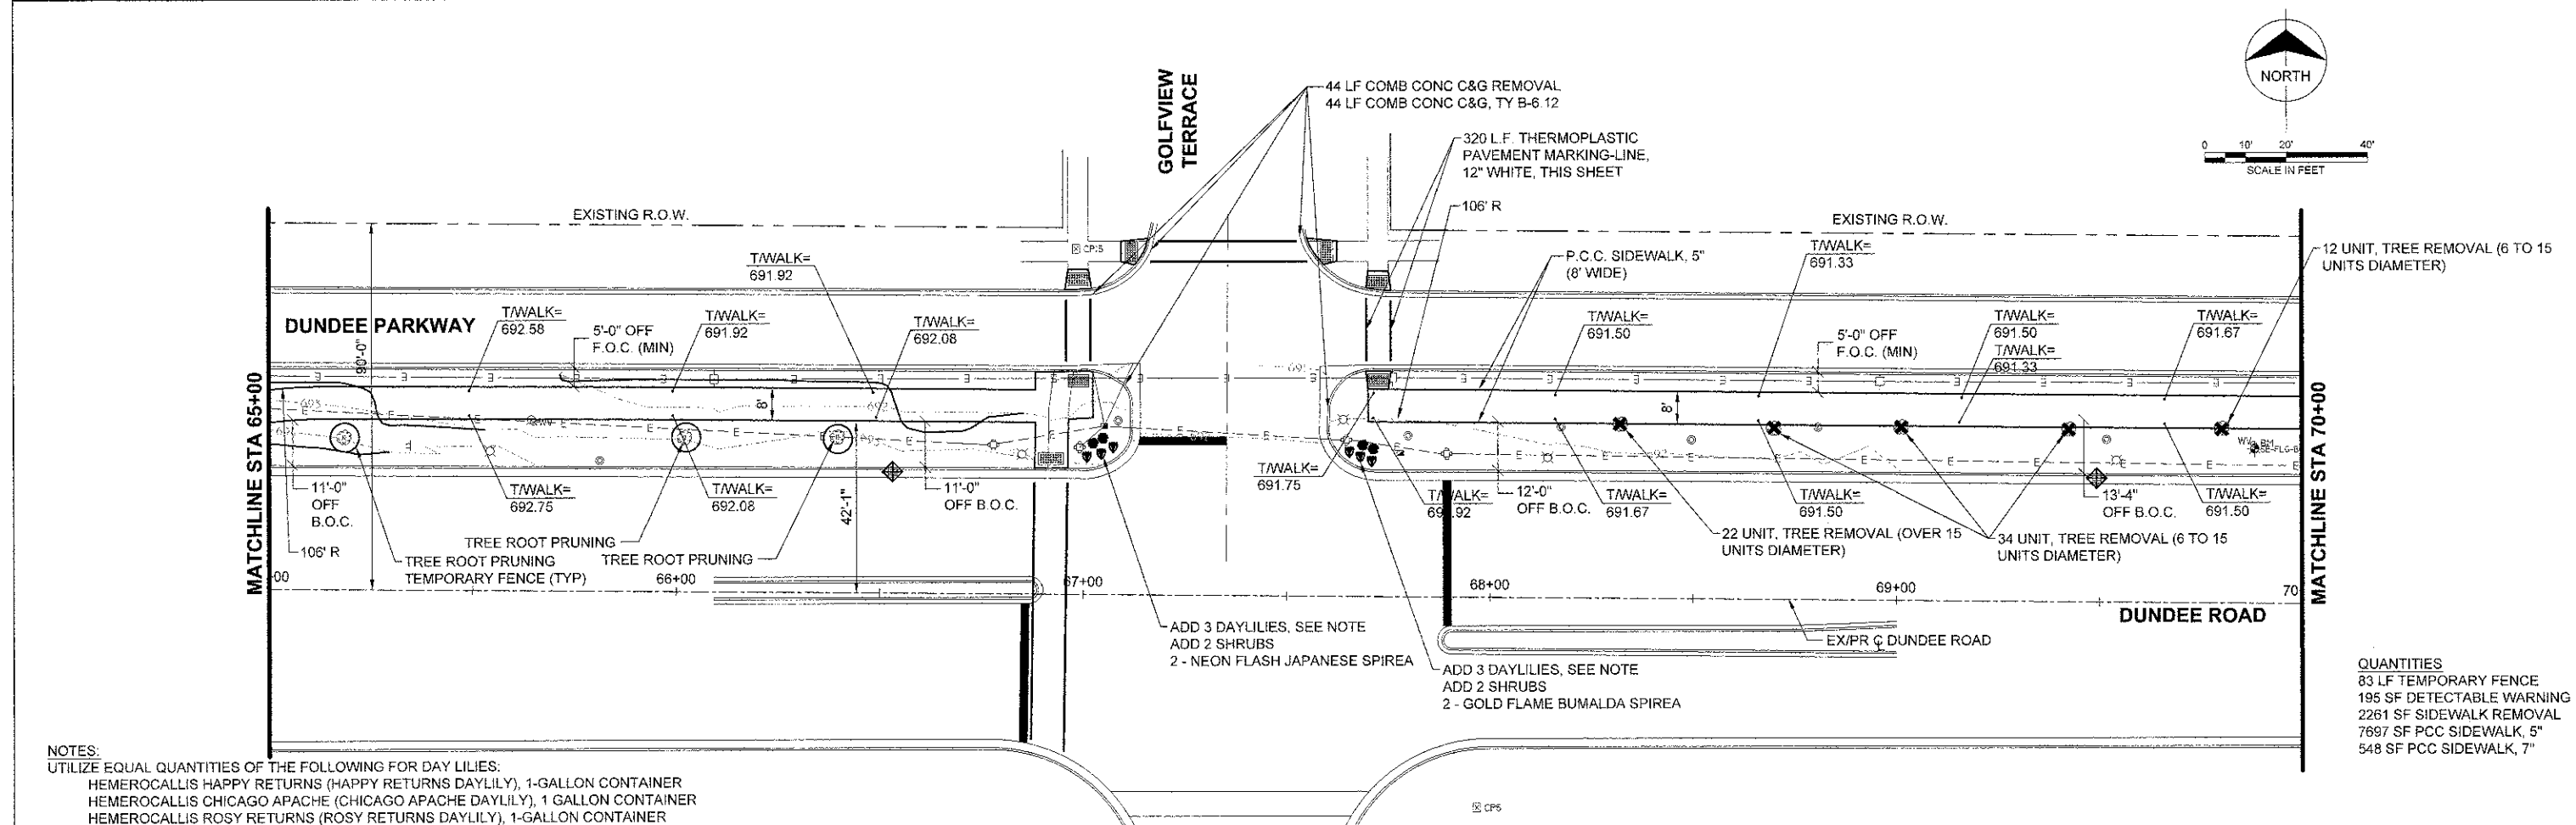 NORTH
0 10' 20' 40'
SCALE IN FEET
GOLFVIEW
TERRACE
44 LF COMB CONC C&G REMOVAL
44 LF COMB CONC C&G, TY B-6.12
320 L.F. THERMOPLASTIC
PAVEMENT MARKING-LINE,
12" WHITE, THIS SHEET
106' R
EXISTING R.O.W.
EXISTING R.O.W.
CP15
P.C.C. SIDEWALK, 5"
(8' WIDE)
T/WALK=
691.92
T/WALK=
691.33
12 UNIT, TREE REMOVAL (6 TO 15
UNITS DIAMETER)
DUNDEE PARKWAY
90'-0"
T/WALK=
692.58
5'-0" OFF
F.O.C. (MIN)
T/WALK=
691.92
T/WALK=
692.08
T/WALK=
691.50
5'-0" OFF
F.O.C. (MIN)
T/WALK=
691.50
T/WALK=
691.33
T/WALK=
691.67
MATCHLINE STA 65+00
MATCHLINE STA 70+00
693
692
8'
8'
E E E E E
11'-0"
OFF
B.O.C.
106' R
T/WALK=
692.75
T/WALK=
692.08
42'-1"
11'-0"
OFF B.O.C.
T/WALK=
691.75
T/WALK=
691.92
12'-0"
OFF B.O.C.
T/WALK=
691.67
T/WALK=
691.50
13'-4"
OFF B.O.C.
T/WALK=
691.50
BM
TREE ROOT PRUNING
TREE ROOT PRUNING
TEMPORARY FENCE (TYP)
TREE ROOT PRUNING
22 UNIT, TREE REMOVAL (OVER 15
UNITS DIAMETER)
34 UNIT, TREE REMOVAL (6 TO 15
UNITS DIAMETER)
00
66+00
67+00
68+00
69+00
70
DUNDEE ROAD
EX/PR ℄ DUNDEE ROAD
ADD 3 DAYLILIES, SEE NOTE
ADD 2 SHRUBS
2 - NEON FLASH JAPANESE SPIREA
ADD 3 DAYLILIES, SEE NOTE
ADD 2 SHRUBS
2 - GOLD FLAME BUMALDA SPIREA
QUANTITIES
83 LF TEMPORARY FENCE
195 SF DETECTABLE WARNING
2261 SF SIDEWALK REMOVAL
7697 SF PCC SIDEWALK, 5"
548 SF PCC SIDEWALK, 7"
NOTES:
UTILIZE EQUAL QUANTITIES OF THE FOLLOWING FOR DAY LILIES:
HEMEROCALLIS HAPPY RETURNS (HAPPY RETURNS DAYLILY), 1-GALLON CONTAINER
HEMEROCALLIS CHICAGO APACHE (CHICAGO APACHE DAYLILY), 1 GALLON CONTAINER
HEMEROCALLIS ROSY RETURNS (ROSY RETURNS DAYLILY), 1-GALLON CONTAINER
CP5